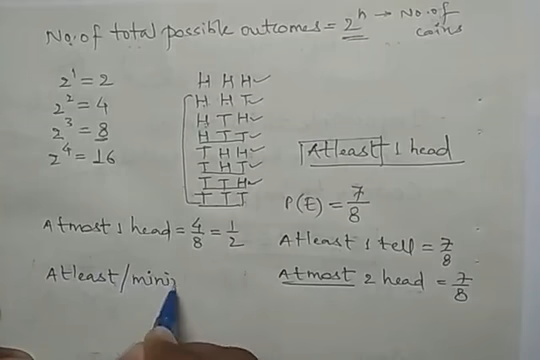 No. of total possible outcomes = 2^n → No. of coins
2^1 = 2
2^2 = 4
2^3 = 8
2^4 = 16
H H H ✓
H H T ✓
H T H ✓
H T T ✓
T H H ✓
T H T ✓
T T H ✓
T T T
Atleast 1 head
P(E) = 7/8
Atmost 1 head = 4/8 = 1/2
Atleast 1 tell = 7/8
Atmost 2 head = 7/8
Atleast/mini